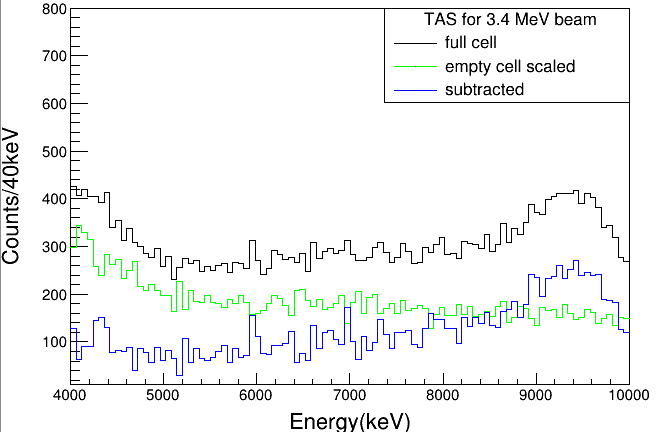 TAS for 3.4 MeV beam
full cell
empty cell scaled
subtracted
Counts/40keV
800
700
600
500
400
300
200
100
4000 5000 6000 7000 8000 9000 10000
Energy(keV)